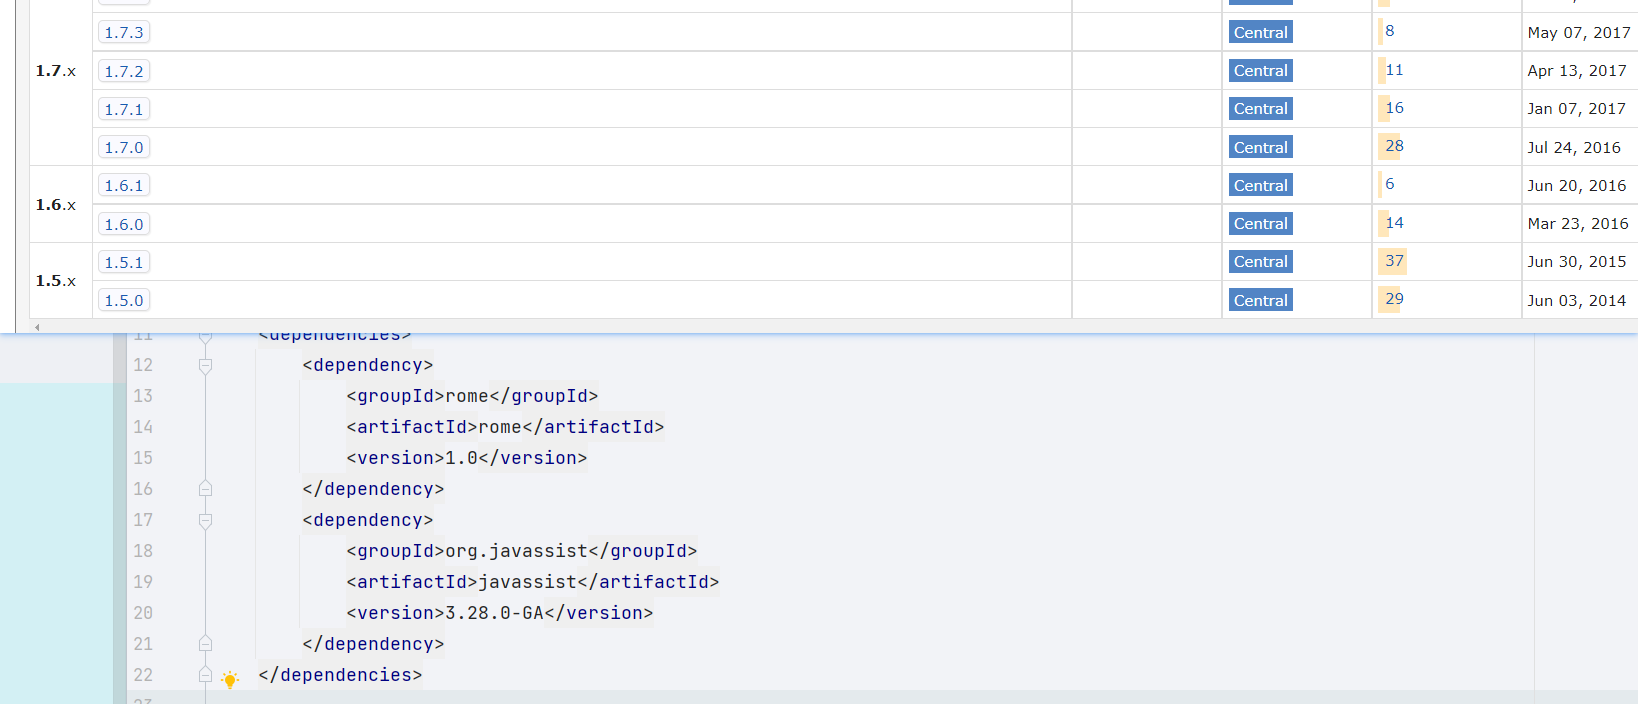 1.7.x
1.7.3 Central 8 May 07, 2017
1.7.2 Central 11 Apr 13, 2017
1.7.1 Central 16 Jan 07, 2017
1.7.0 Central 28 Jul 24, 2016
1.6.x
1.6.1 Central 6 Jun 20, 2016
1.6.0 Central 14 Mar 23, 2016
1.5.x
1.5.1 Central 37 Jun 30, 2015
1.5.0 Central 29 Jun 03, 2014
11 <dependencies>
12 <dependency>
13 <groupId>rome</groupId>
14 <artifactId>rome</artifactId>
15 <version>1.0</version>
16 </dependency>
17 <dependency>
18 <groupId>org.javassist</groupId>
19 <artifactId>javassist</artifactId>
20 <version>3.28.0-GA</version>
21 </dependency>
22 </dependencies>
23